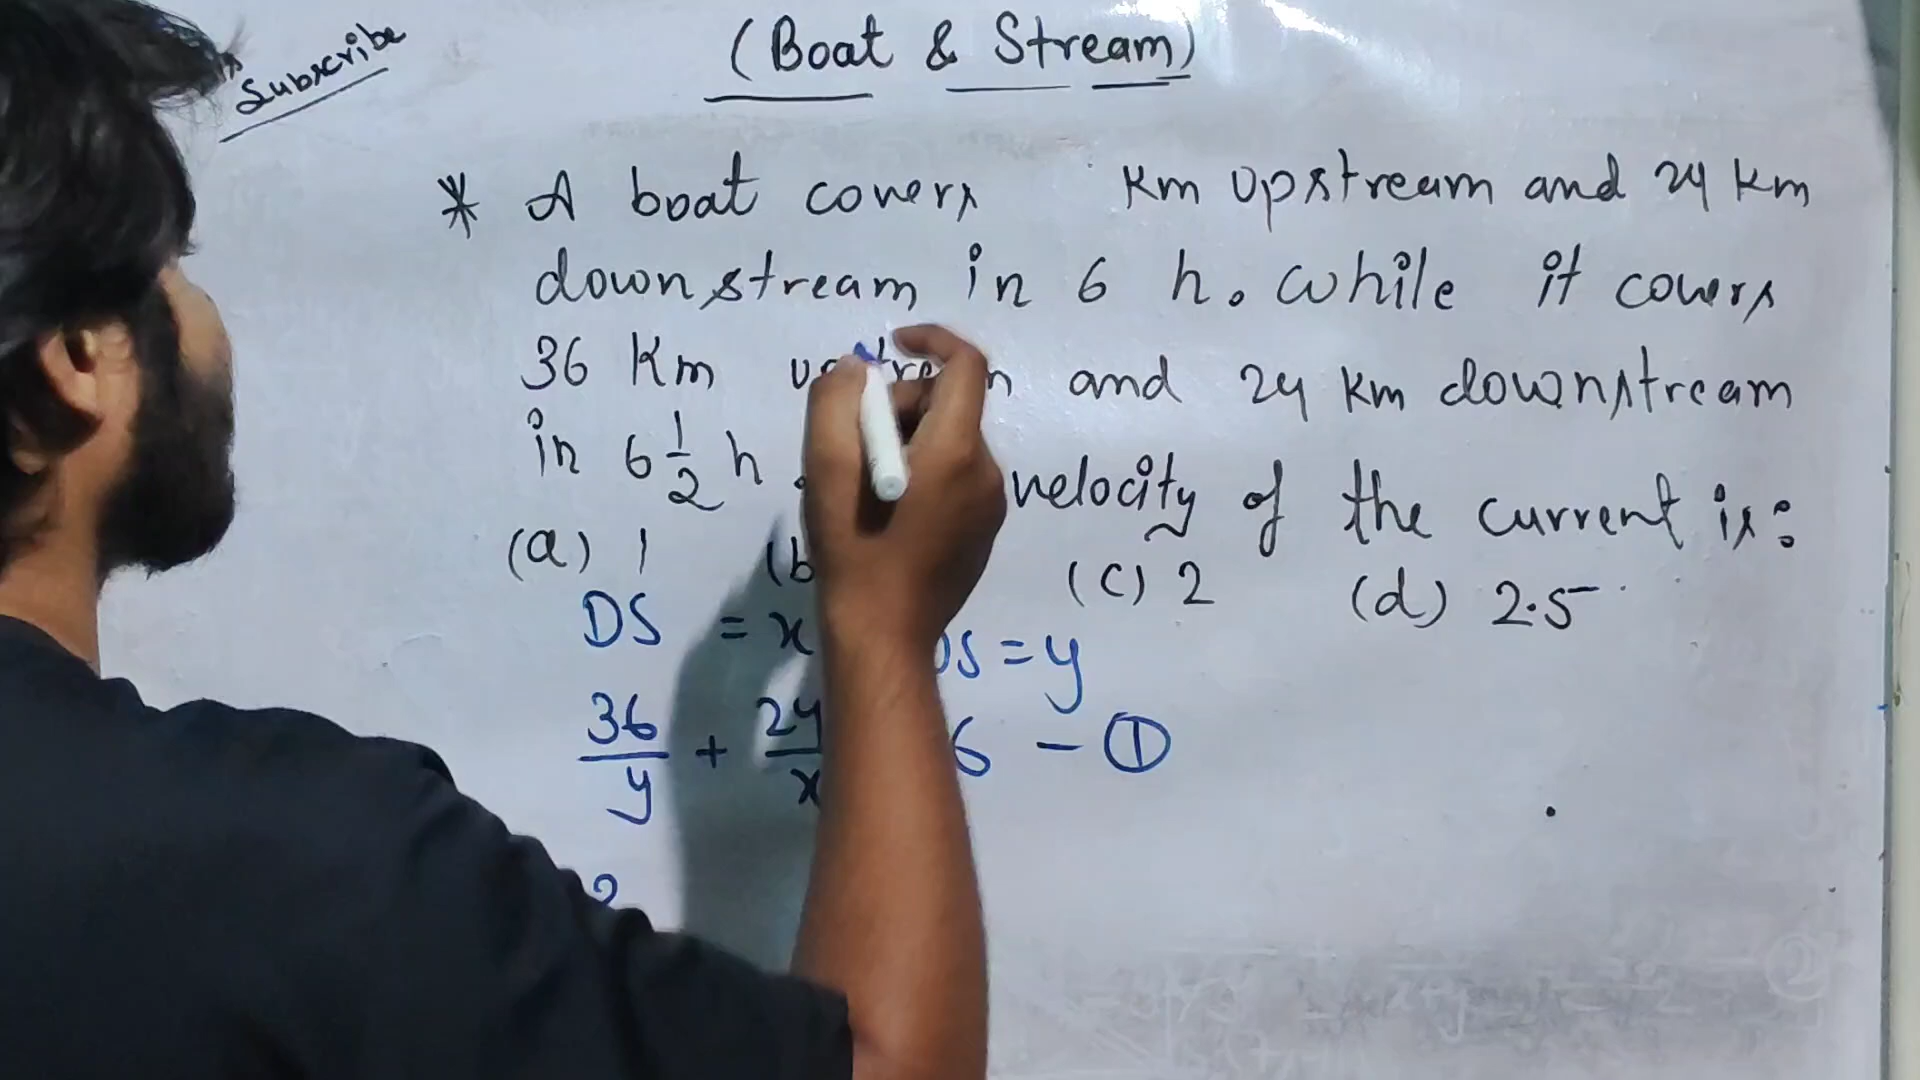 Subscribe
(Boat & Stream)
* A boat covers Km upstream and 24 Km
downstream in 6 h. while it covers
36 Km and 24 Km downstream
in 6 1/2 h. velocity of the current is:
(a) 1 (b (c) 2 (d) 2.5
DS = x DS = y
36/y + 24/x 6 - ①